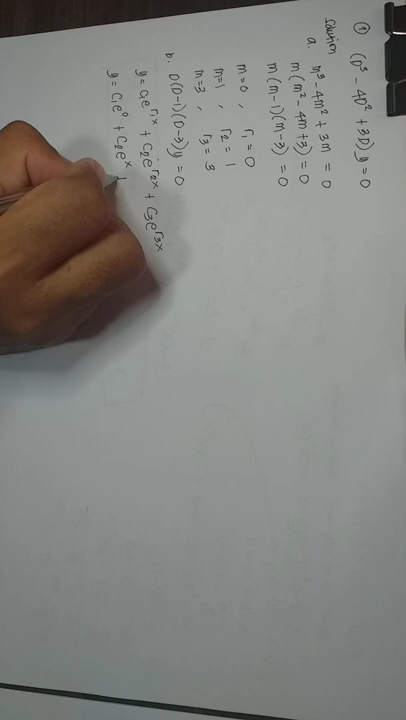 ① (D³ - 4D² + 3D) y = 0
Solution
a. m³ - 4m² + 3m = 0
m (m² - 4m + 3) = 0
m (m - 1) (m - 3) = 0
m = 0 , r₁ = 0
m = 1 , r₂ = 1
m = 3 , r₃ = 3
b. D(D-1)(D-3)y = 0
y = C₁e^r₁x + C₂e^r₂x + C₃e^r₃x
y = C₁e⁰ + C₂eˣ +